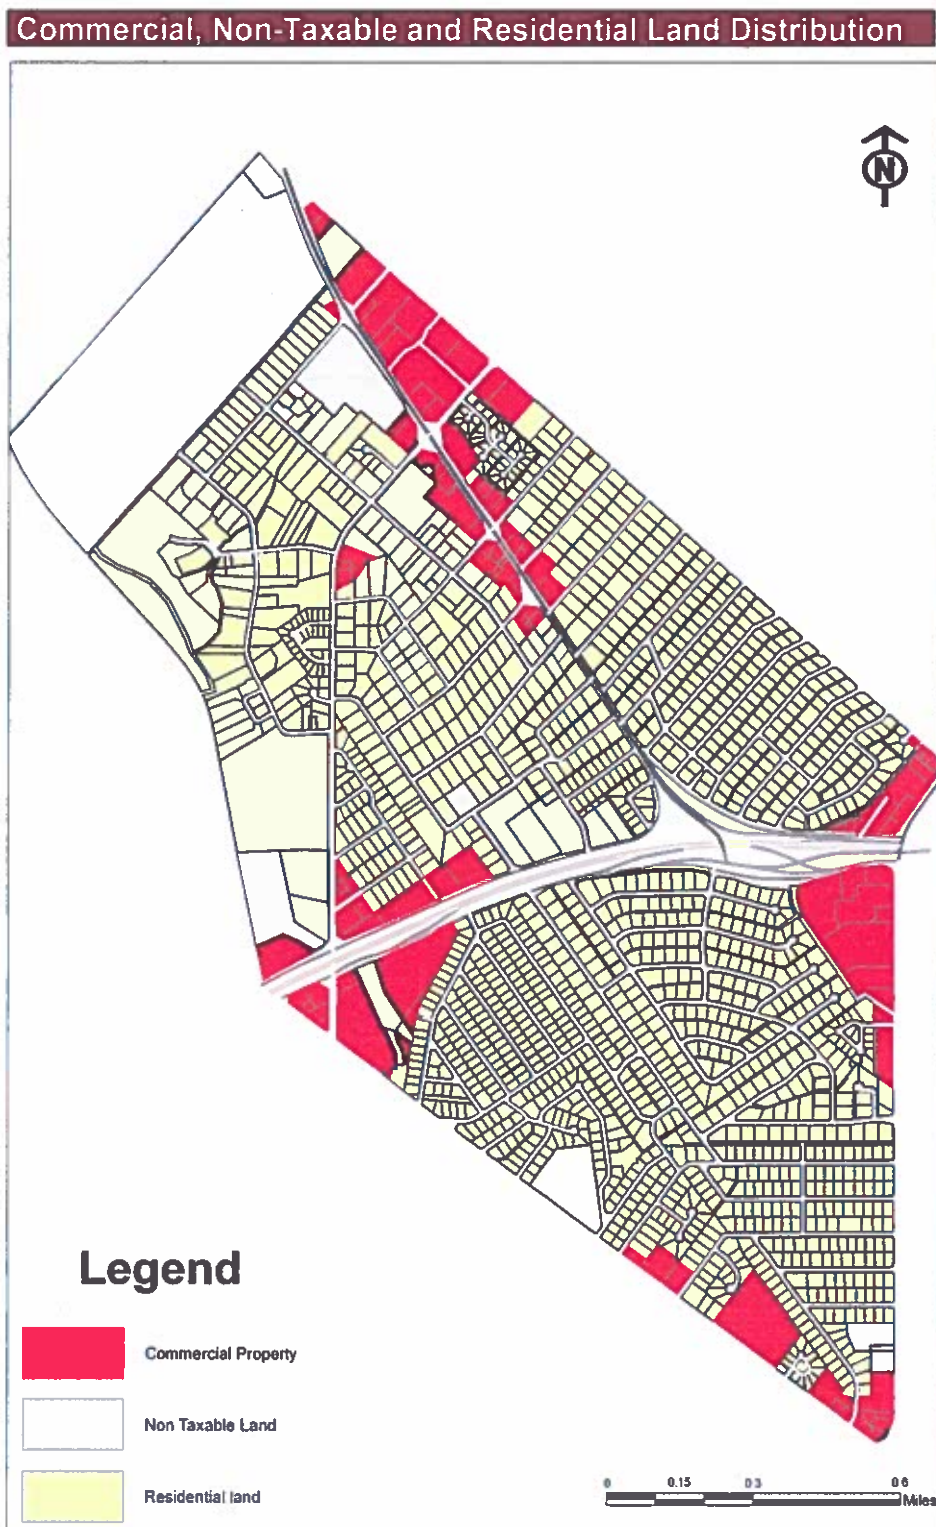 Commercial, Non-Taxable and Residential Land Distribution
N
Legend
Commercial Property
Non Taxable Land
Residential land
0 0.15 0.3 0.6
Miles